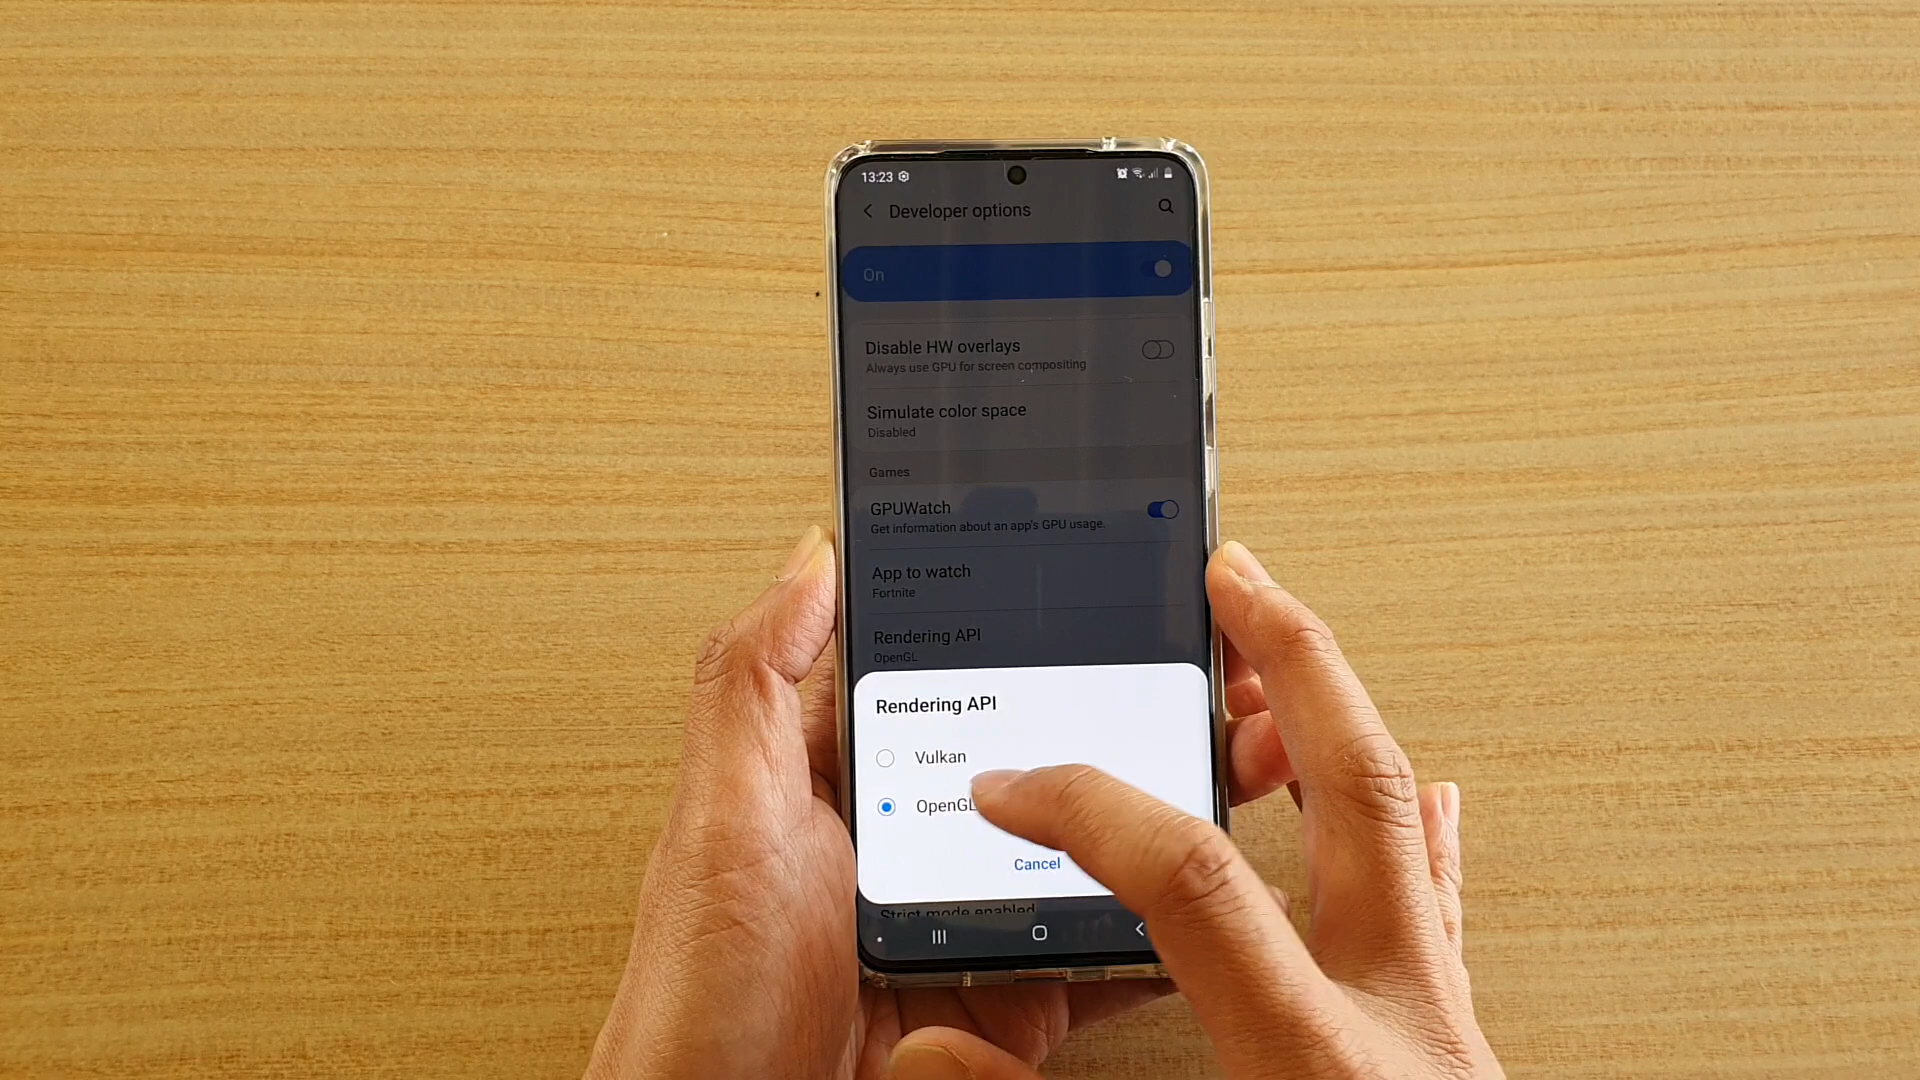 13:23
Developer options
On
Disable HW overlays
Always use GPU for screen compositing
Simulate color space
Disabled
Games
GPUWatch
Get information about an app's GPU usage.
App to watch
Fortnite
Rendering API
OpenGL
Rendering API
Vulkan
OpenGL
Cancel
Strict mode enabled